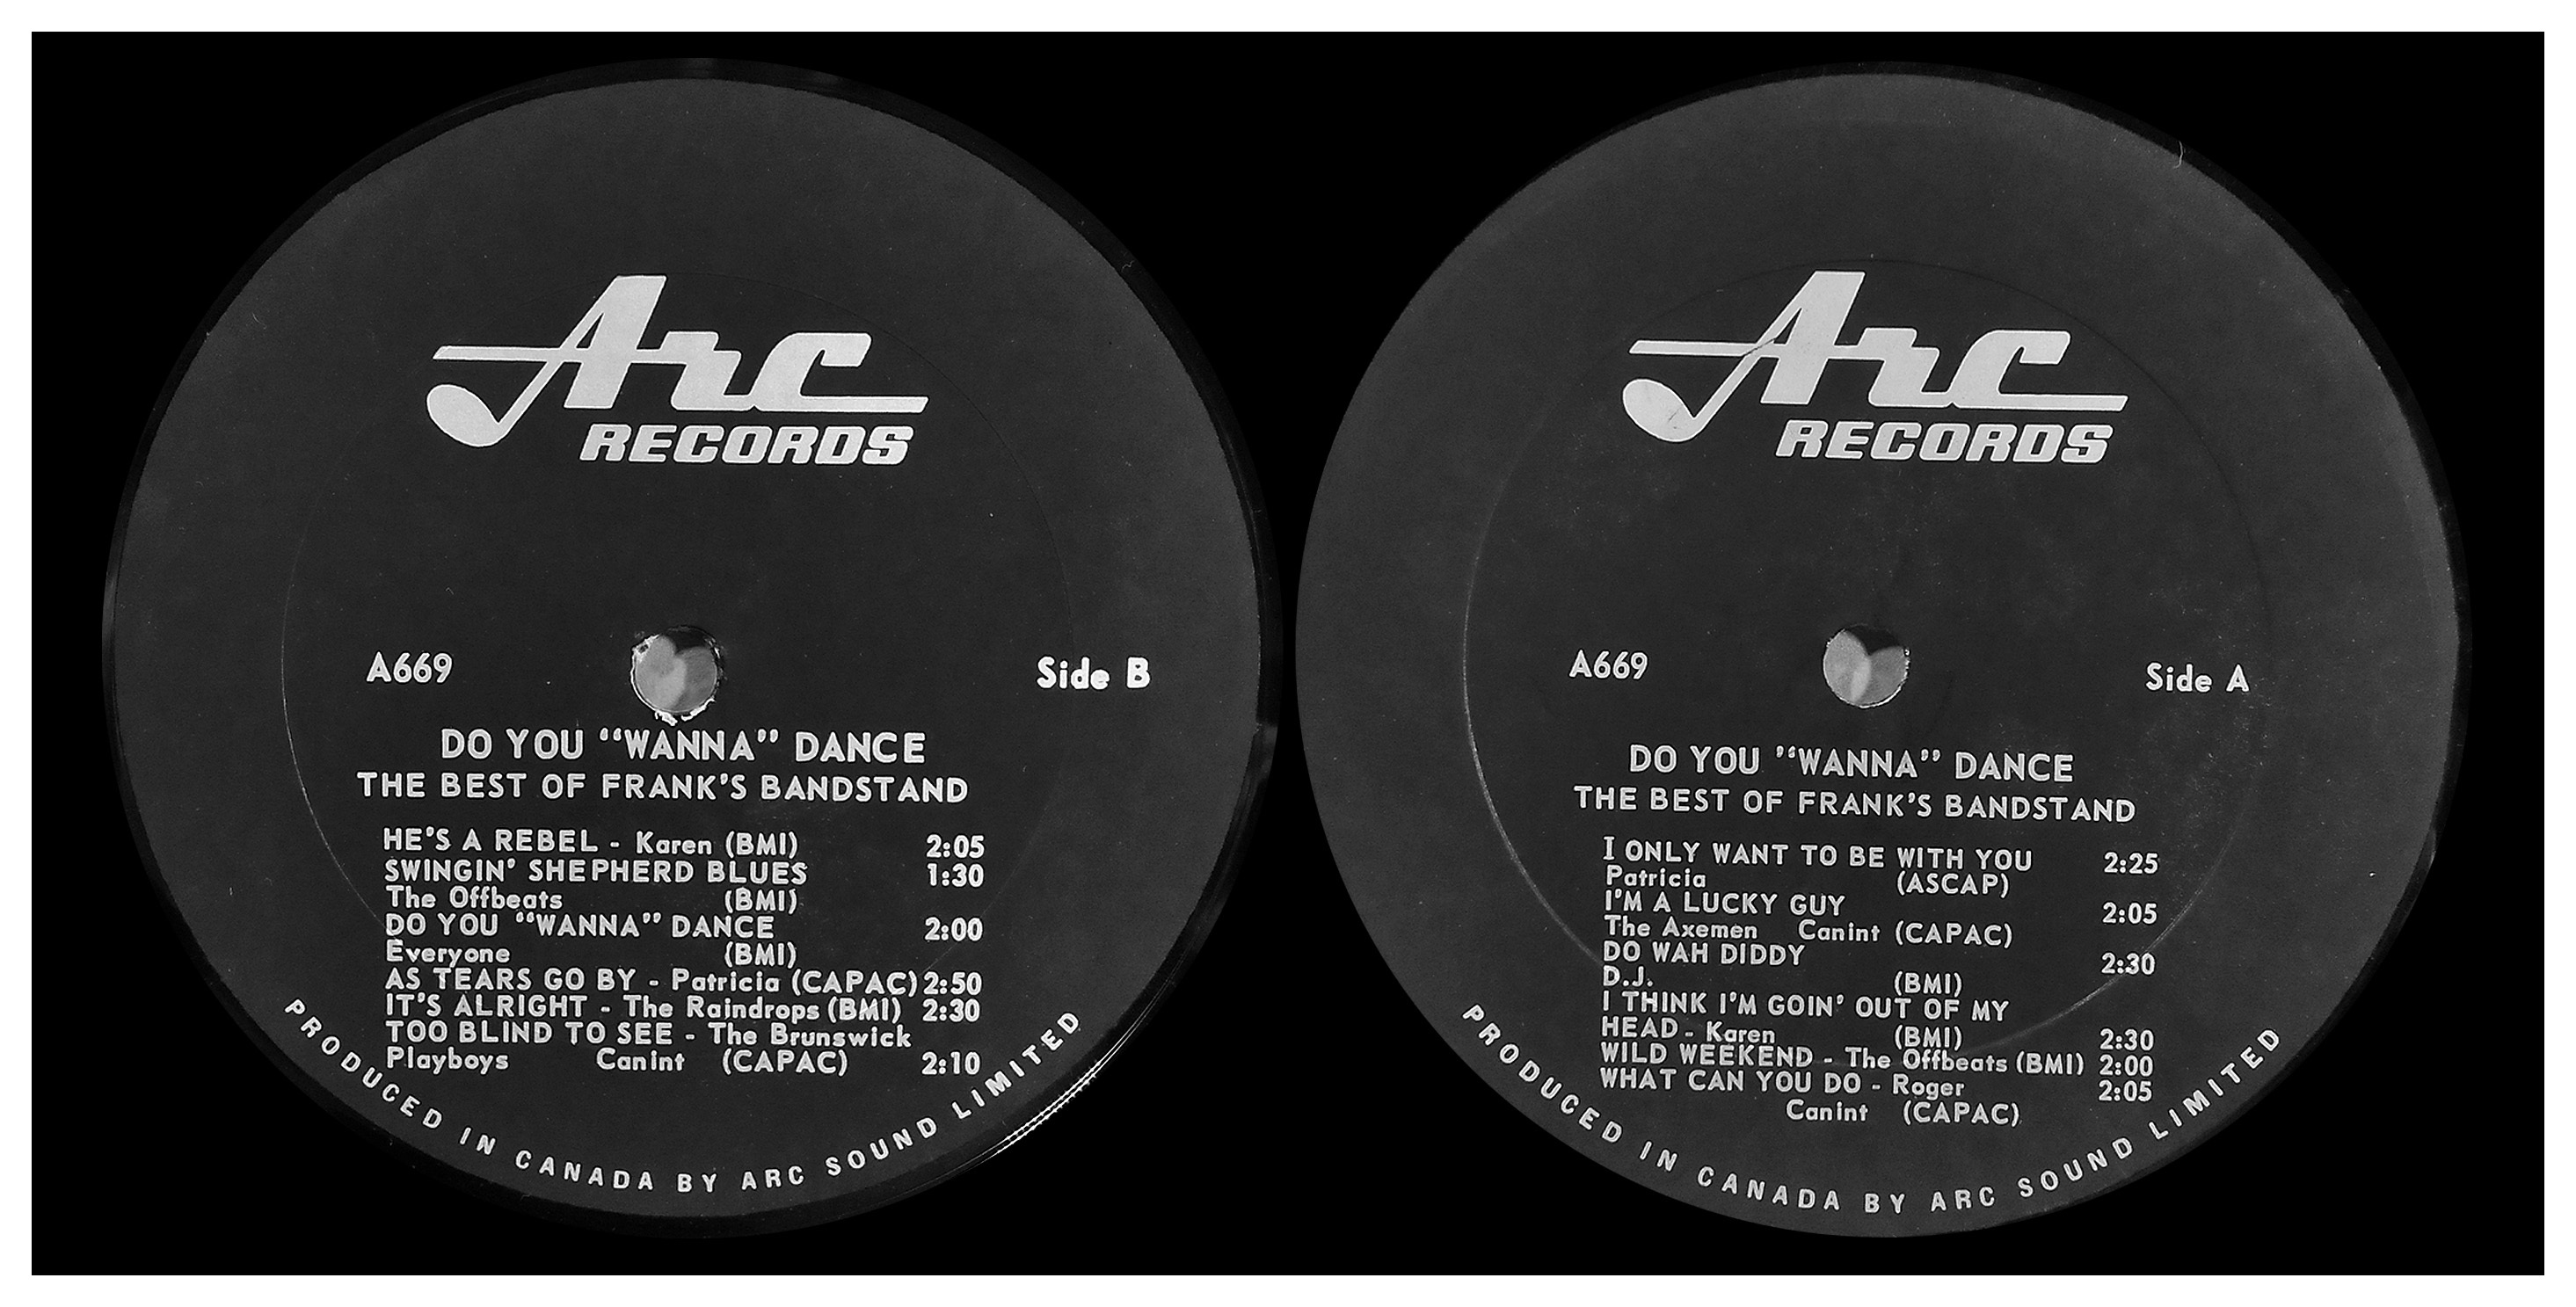 Arc
RECORDS
A669
Side B
DO YOU “WANNA” DANCE
THE BEST OF FRANK'S BANDSTAND
HE'S A REBEL - Karen (BMI) 2:05
SWINGIN' SHEPHERD BLUES 1:30
The Offbeats (BMI)
DO YOU “WANNA” DANCE 2:00
Everyone (BMI)
AS TEARS GO BY - Patricia (CAPAC) 2:50
IT'S ALRIGHT - The Raindrops (BMI) 2:30
TOO BLIND TO SEE - The Brunswick
Playboys Canint (CAPAC) 2:10
PRODUCED IN CANADA BY ARC SOUND LIMITED
Arc
RECORDS
A669
Side A
DO YOU “WANNA” DANCE
THE BEST OF FRANK'S BANDSTAND
I ONLY WANT TO BE WITH YOU 2:25
Patricia (ASCAP)
I'M A LUCKY GUY 2:05
The Axemen Canint (CAPAC)
DO WAH DIDDY 2:30
D.J. (BMI)
I THINK I'M GOIN' OUT OF MY
HEAD - Karen (BMI) 2:30
WILD WEEKEND - The Offbeats (BMI) 2:00
WHAT CAN YOU DO - Roger 2:05
Canint (CAPAC)
PRODUCED IN CANADA BY ARC SOUND LIMITED